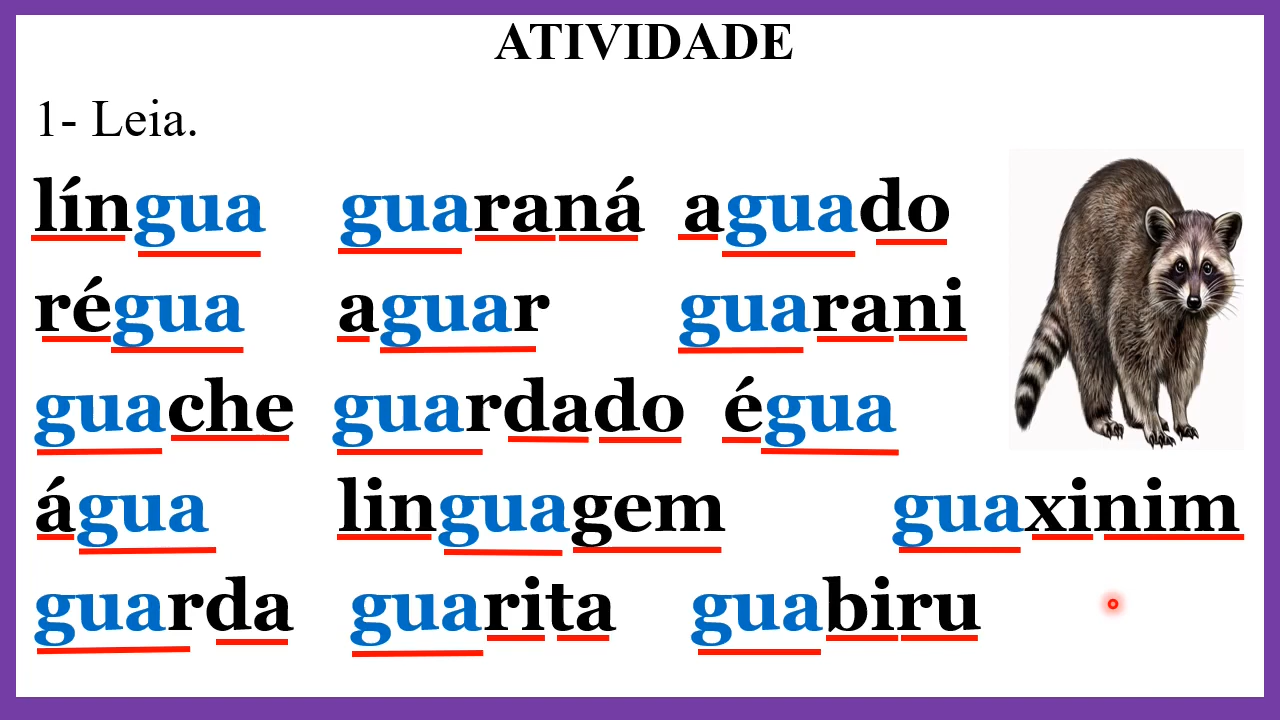 ATIVIDADE
1- Leia.
língua guaraná aguado
régua aguar guarani
guache guardado égua
água linguagem guaxinim
guarda guarita guabiru